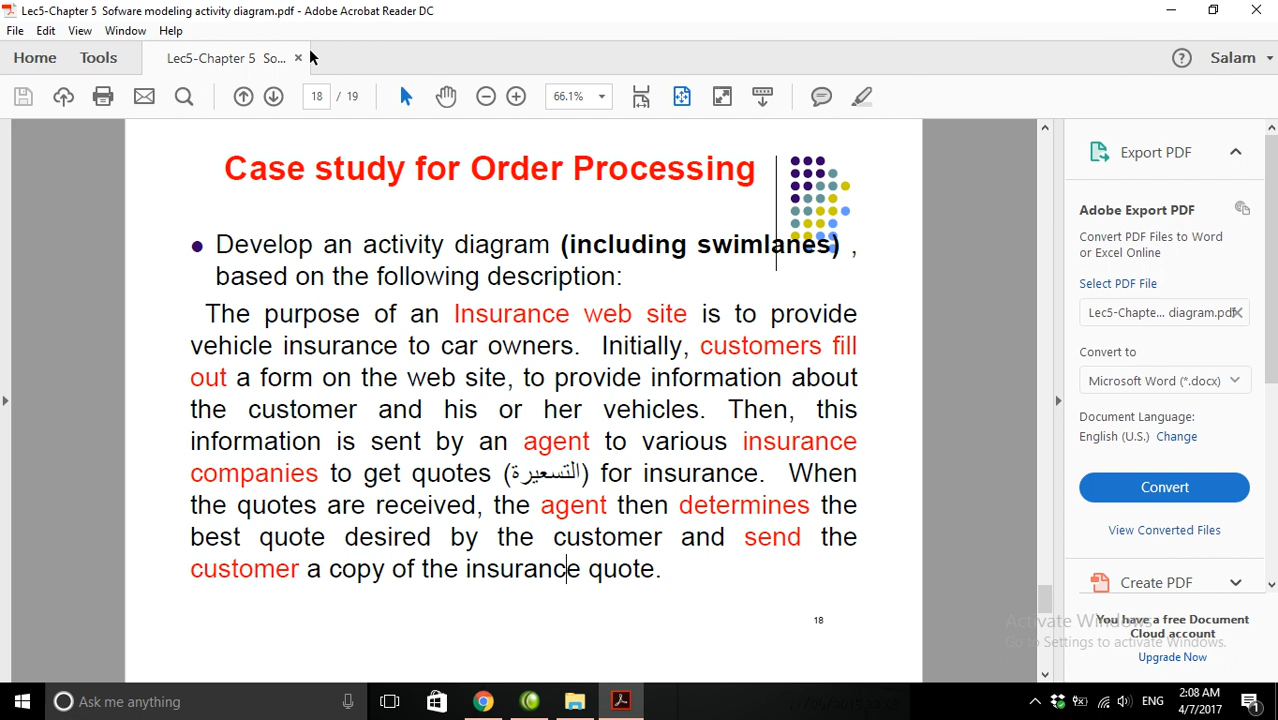 Lec5-Chapter 5  Sofware modeling activity diagram.pdf - Adobe Acrobat Reader DC
File Edit View Window Help
Home Tools Lec5-Chapter 5  So... × Salam
18 / 19 66.1%
Case study for Order Processing
Develop an activity diagram (including swimlanes) ,
based on the following description:
The purpose of an Insurance web site is to provide
vehicle insurance to car owners. Initially, customers fill
out a form on the web site, to provide information about
the customer and his or her vehicles. Then, this
information is sent by an agent to various insurance
companies to get quotes (التسعيرة) for insurance. When
the quotes are received, the agent then determines the
best quote desired by the customer and send the
customer a copy of the insurance quote.
18
Export PDF
Adobe Export PDF
Convert PDF Files to Word
or Excel Online
Select PDF File
Lec5-Chapte... diagram.pdf
Convert to
Microsoft Word (*.docx)
Document Language:
English (U.S.) Change
Convert
View Converted Files
Create PDF
You have a free Document
Cloud account
Upgrade Now
Activate Windows
Go to Settings to activate Windows.
Ask me anything
ENG
2:08 AM
4/7/2017
1